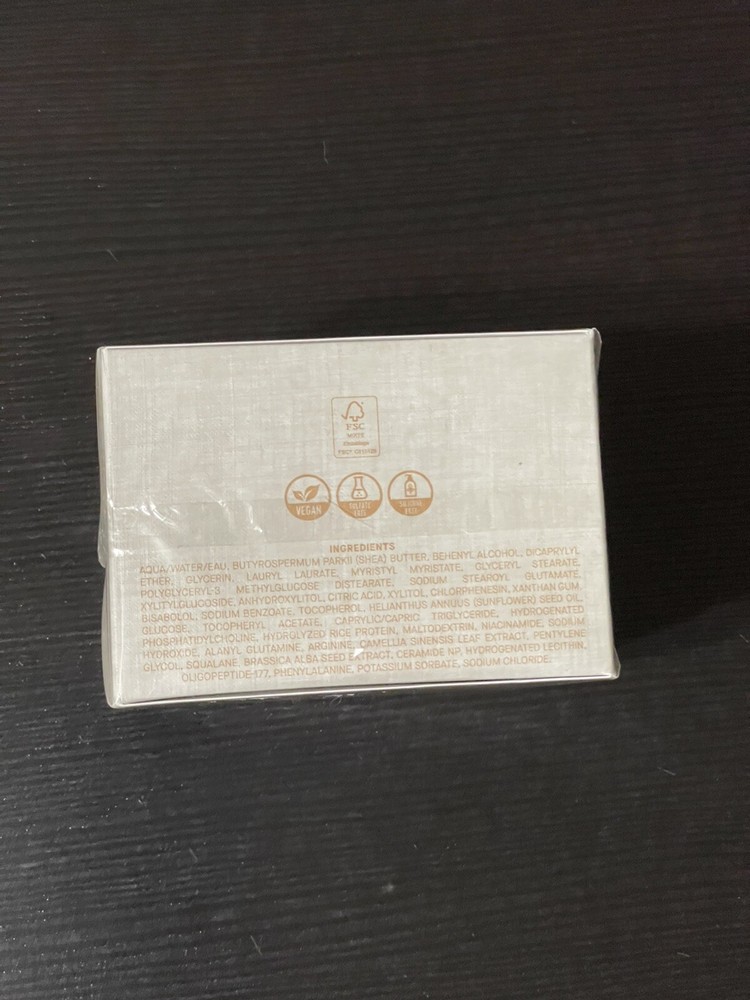 FSC
INGREDIENTS
VEGAN
SULFATE
FREE
FREE
AQUA/WATER/EAU, BUTYROSPERMUM PARKII (SHEA) BUTTER, BEHENYL ALCOHOL, DICAPRYLYL
ETHER, GLYCERIN, LAURYL LAURATE, MYRISTYL MYRISTATE, GLYCERYL STEARATE,
POLYGLYCERYL-3 METHYLGLUCOSE DISTEARATE, SODIUM STEAROYL GLUTAMATE,
XYLITYLGLUCOSIDE, ANHYDROXYLITOL, CITRIC ACID, XYLITOL, CHLORPHENESIN, XANTHAN GUM,
BISABOLOL, SODIUM BENZOATE, TOCOPHEROL, HELIANTHUS ANNUUS (SUNFLOWER) SEED OIL,
GLUCOSE, TOCOPHERYL ACETATE, CAPRYLIC/CAPRIC TRIGLYCERIDE, HYDROGENATED
PHOSPHATIDYLCHOLINE, HYDROLYZED RICE PROTEIN, MALTODEXTRIN, NIACINAMIDE, SODIUM
HYDROXDE, ALANYL GLUTAMINE, ARGININE, CAMELLIA SINENSIS LEAF EXTRACT, PENTYLENE
GLYCOL, SQUALANE, BRASSICA ALBA SEED EXTRACT, CERAMIDE NP, HYDROGENATED LECITHIN,
OLIGOPEPTIDE-177, PHENYLALANINE, POTASSIUM SORBATE, SODIUM CHLORIDE.